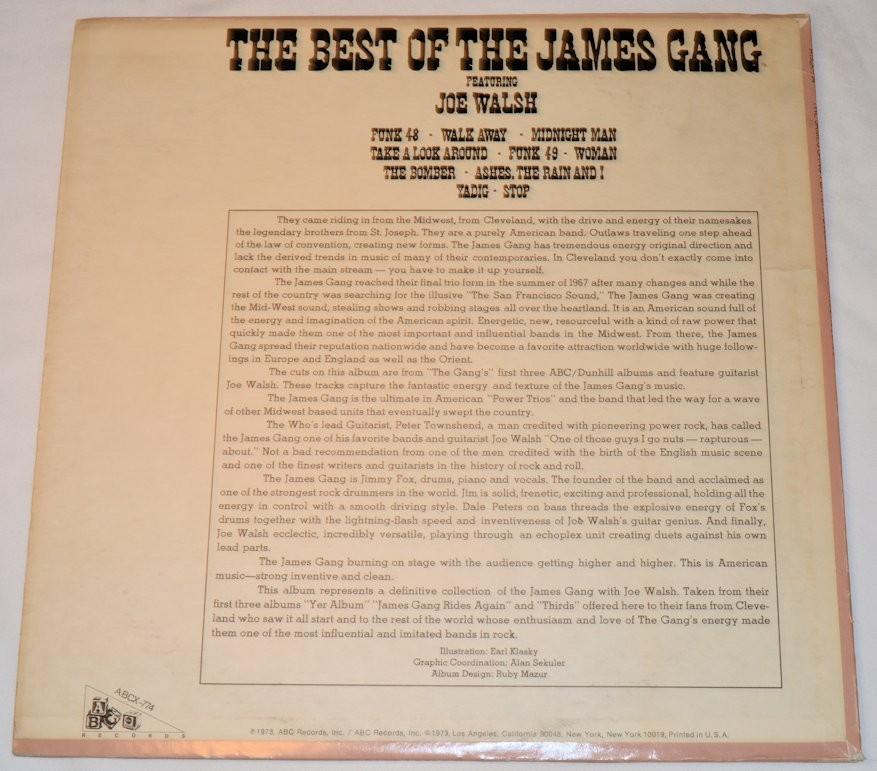 THE BEST OF THE JAMES GANG
FEATURING
JOE WALSH
FUNK 48 - WALK AWAY - MIDNIGHT MAN
TAKE A LOOK AROUND - FUNK 49 - WOMAN
THE BOMBER - ASHES, THE RAIN AND I
YADIG - STOP
They came riding in from the Midwest, from Cleveland, with the drive and energy of their namesakes
the legendary brothers from St. Joseph. They are a purely American band. Outlaws traveling one step ahead
of the law of convention, creating new forms. The James Gang has tremendous energy original direction and
lack the derived trends in music of many of their contemporaries. In Cleveland you don't exactly come into
contact with the main stream — you have to make it up yourself.
The James Gang reached their final trio form in the summer of 1967 after many changes and while the
rest of the country was searching for the illusive "The San Francisco Sound," The James Gang was creating
the Mid-West sound, stealing shows and robbing stages all over the heartland. It is an American sound full of
the energy and imagination of the American spirit. Energetic, new, resourceful with a kind of raw power that
quickly made them one of the most important and influential bands in the Midwest. From there, the James
Gang spread their reputation nationwide and have become a favorite attraction worldwide with huge follow-
ings in Europe and England as well as the Orient.
The cuts on this album are from "The Gang's" first three ABC/Dunhill albums and feature guitarist
Joe Walsh. These tracks capture the fantastic energy and texture of the James Gang's music.
The James Gang is the ultimate in American "Power Trios" and the band that led the way for a wave
of other Midwest based units that eventually swept the country.
The Who's lead Guitarist, Peter Townshend, a man credited with pioneering power rock, has called
the James Gang one of his favorite bands and guitarist Joe Walsh "One of those guys I go nuts — rapturous —
about." Not a bad recommendation from one of the men credited with the birth of the English music scene
and one of the finest writers and guitarists in the history of rock and roll.
The James Gang is Jimmy Fox, drums, piano and vocals. The founder of the band and acclaimed as
one of the strongest rock drummers in the world. Jim is solid, frenetic, exciting and professional, holding all the
energy in control with a smooth driving style. Dale Peters on bass threads the explosive energy of Fox's
drums together with the lightning-flash speed and inventiveness of Joe Walsh's guitar genius. And finally,
Joe Walsh ecclectic, incredibly versatile, playing through an echoplex unit creating duets against his own
lead parts.
The James Gang burning on stage with the audience getting higher and higher. This is American
music—strong inventive and clean.
This album represents a definitive collection of the James Gang with Joe Walsh. Taken from their
first three albums "Yer Album" "James Gang Rides Again" and "Thirds" offered here to their fans from Cleve-
land who saw it all start and to the rest of the world whose enthusiasm and love of The Gang's energy made
them one of the most influential and imitated bands in rock.
Illustration: Earl Klasky
Graphic Coordination: Alan Sekuler
Album Design: Ruby Mazur
ABCX-774
ABC
RECORDS
℗1973, ABC Records, Inc. / ABC Records, Inc. ©1973, Los Angeles, California 90048, New York, New York 10019, Printed in U.S.A.